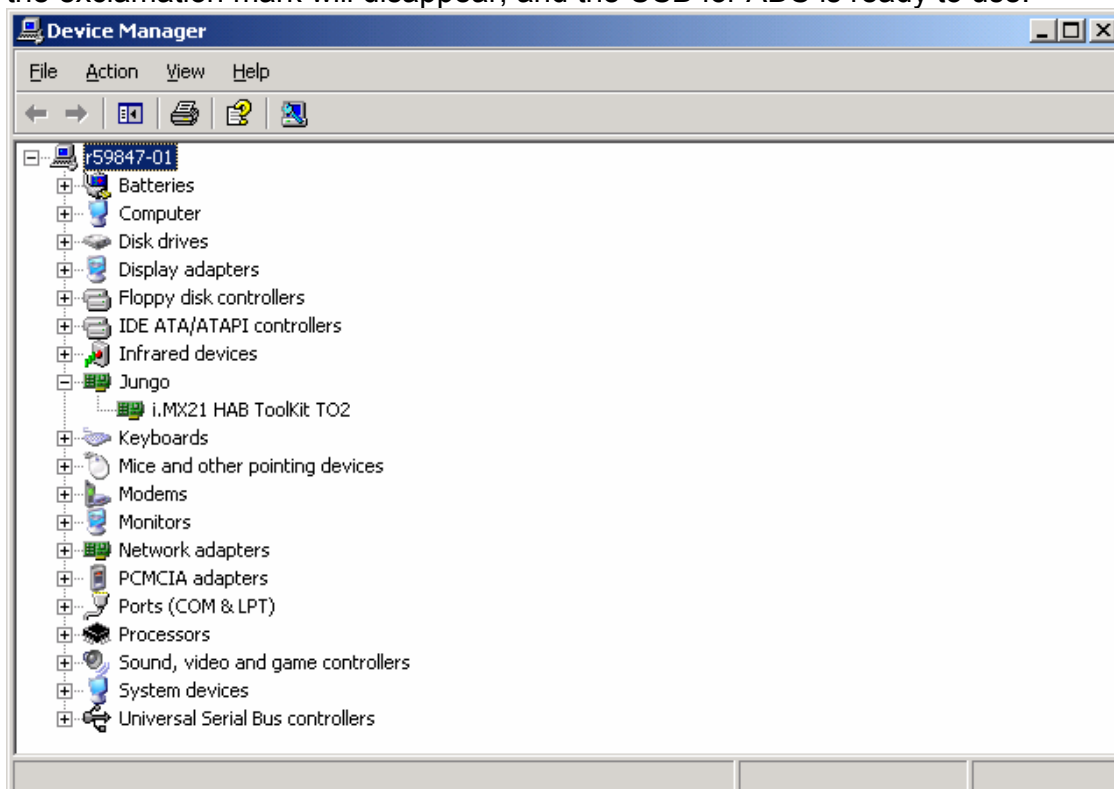 the exclamation mark will disappear, and the USB for ADS is ready to use.
Device Manager
File Action View Help
r59847-01
Batteries
Computer
Disk drives
Display adapters
Floppy disk controllers
IDE ATA/ATAPI controllers
Infrared devices
Jungo
i.MX21 HAB ToolKit TO2
Keyboards
Mice and other pointing devices
Modems
Monitors
Network adapters
PCMCIA adapters
Ports (COM & LPT)
Processors
Sound, video and game controllers
System devices
Universal Serial Bus controllers